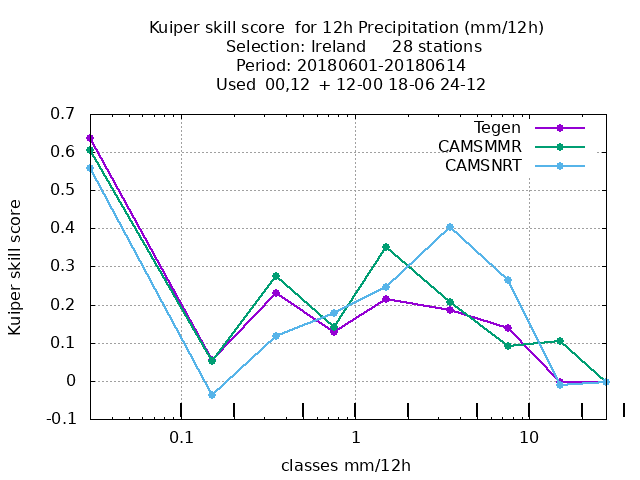 Kuiper skill score  for 12h Precipitation (mm/12h)
Selection: Ireland     28 stations
Period: 20180601-20180614
Used  00,12  + 12-00 18-06 24-12
Tegen
CAMSMMR
CAMSNRT
0.7
0.6
0.5
0.4
0.3
0.2
0.1
0
-0.1
Kuiper skill score
0.1 1 10
classes mm/12h